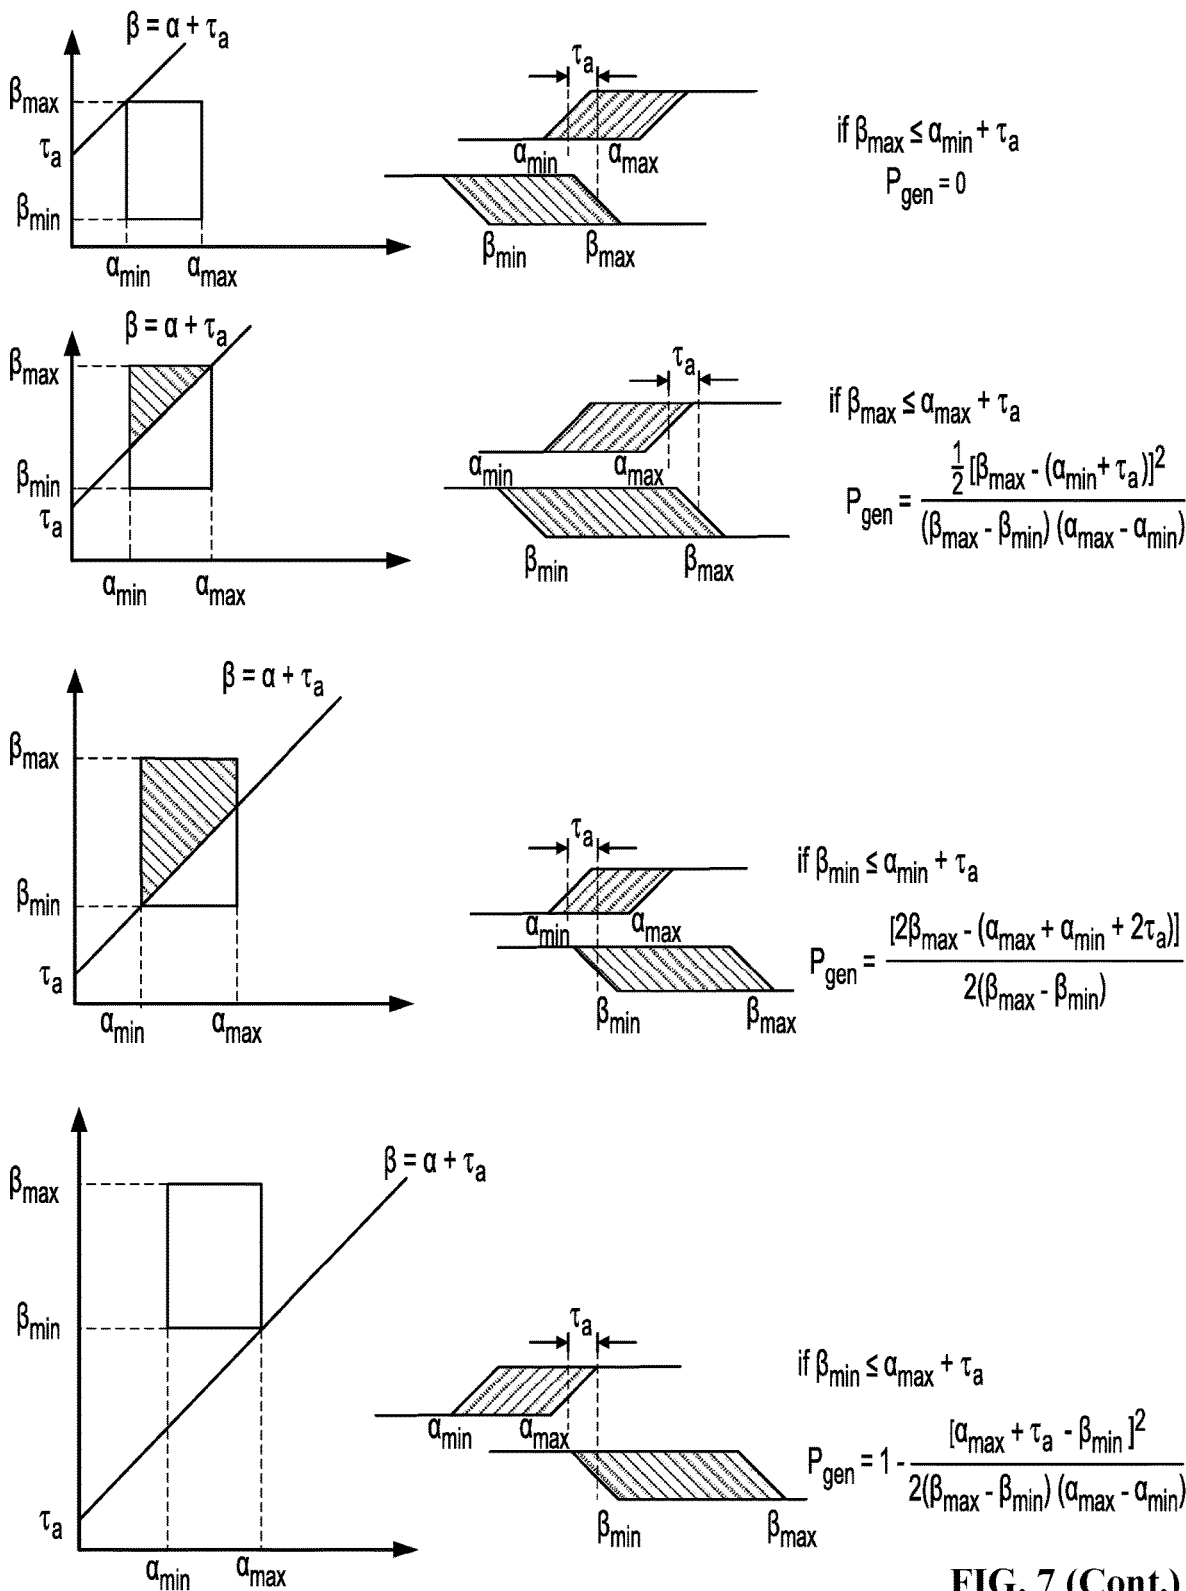 β = α + τa
βmax
τa
βmin
αmin
αmax
τa
αmin
αmax
βmin
βmax
if βmax ≤ αmin + τa
Pgen = 0
β = α + τa
βmax
βmin
τa
αmin
αmax
τa
αmin
αmax
βmin
βmax
if βmax ≤ αmax + τa
Pgen = 1/2 [βmax - (αmin + τa)]² / (βmax - βmin) (αmax - αmin)
β = α + τa
βmax
βmin
τa
αmin
αmax
τa
αmin
αmax
βmin
βmax
if βmin ≤ αmin + τa
Pgen = [2βmax - (αmax + αmin + 2τa)] / 2(βmax - βmin)
β = α + τa
βmax
βmin
τa
αmin
αmax
τa
αmin
αmax
βmin
βmax
if βmin ≤ αmax + τa
Pgen = 1 - [αmax + τa - βmin]² / 2(βmax - βmin) (αmax - αmin)
FIG. 7 (Cont.)